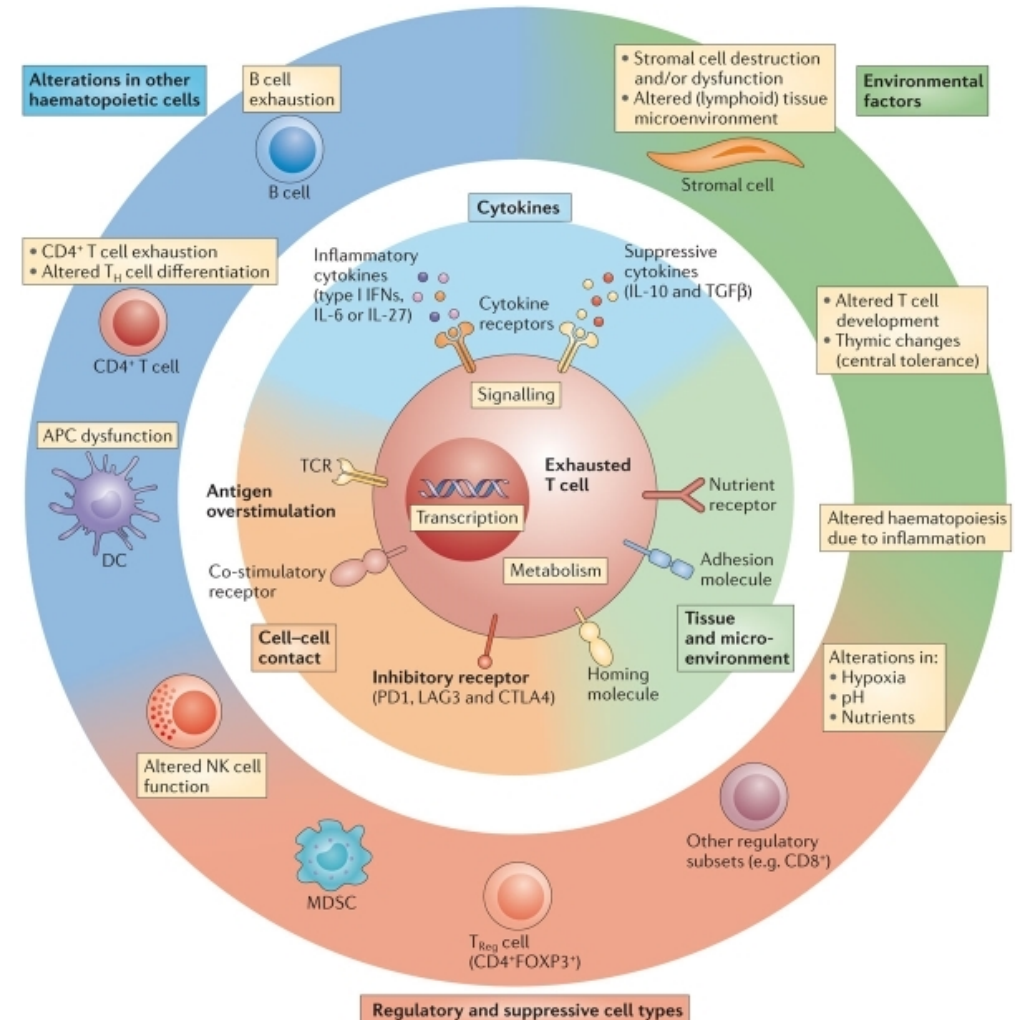 Alterations in other
haematopoietic cells
B cell
exhaustion
B cell
• Stromal cell destruction
and/or dysfunction
• Altered (lymphoid) tissue
microenvironment
Stromal cell
Environmental
factors
• CD4⁺ T cell exhaustion
• Altered T_H cell differentiation
CD4⁺ T cell
Cytokines
Inflammatory
cytokines
(type I IFNs,
IL-6 or IL-27)
Cytokine
receptors
Suppressive
cytokines
(IL-10 and TGFβ)
Signalling
• Altered T cell
development
• Thymic changes
(central tolerance)
APC dysfunction
DC
TCR
Antigen
overstimulation
Transcription
Exhausted
T cell
Metabolism
Nutrient
receptor
Altered haematopoiesis
due to inflammation
Co-stimulatory
receptor
Adhesion
molecule
Cell–cell
contact
Inhibitory receptor
(PD1, LAG3 and CTLA4)
Homing
molecule
Tissue
and micro-
environment
Alterations in:
• Hypoxia
• pH
• Nutrients
Altered NK cell
function
MDSC
T_Reg cell
(CD4⁺FOXP3⁺)
Other regulatory
subsets (e.g. CD8⁺)
Regulatory and suppressive cell types